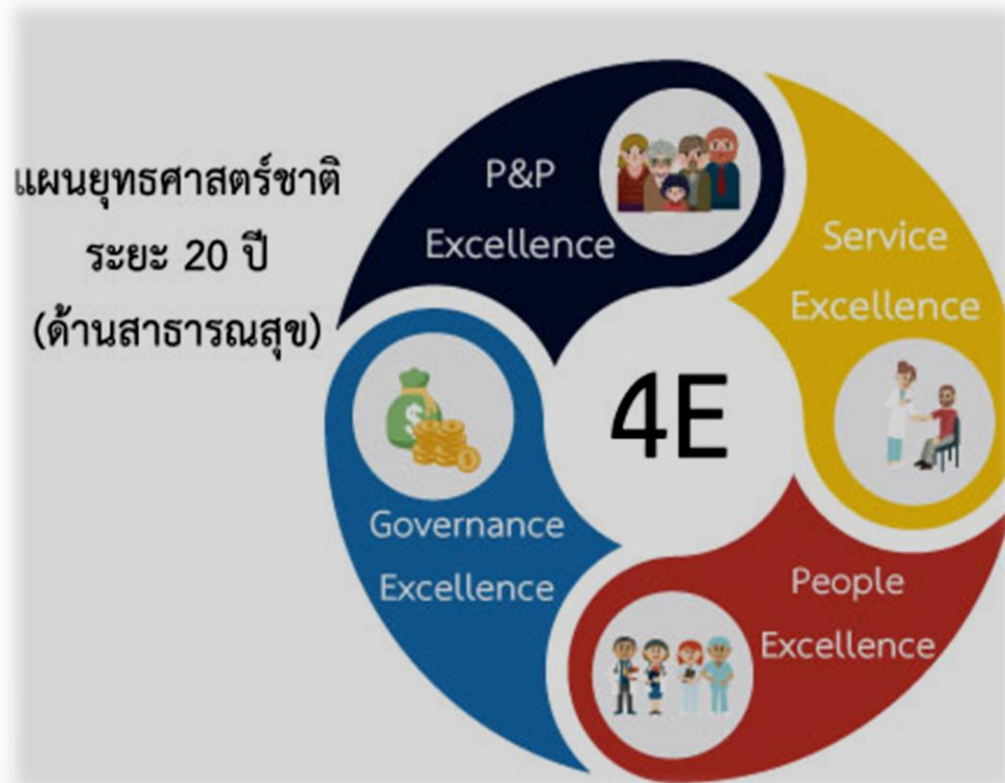 แผนยุทธศาสตร์ชาติ
ระยะ 20 ปี
(ด้านสาธารณสุข)
P&P
Excellence
Service
Excellence
4E
Governance
Excellence
People
Excellence